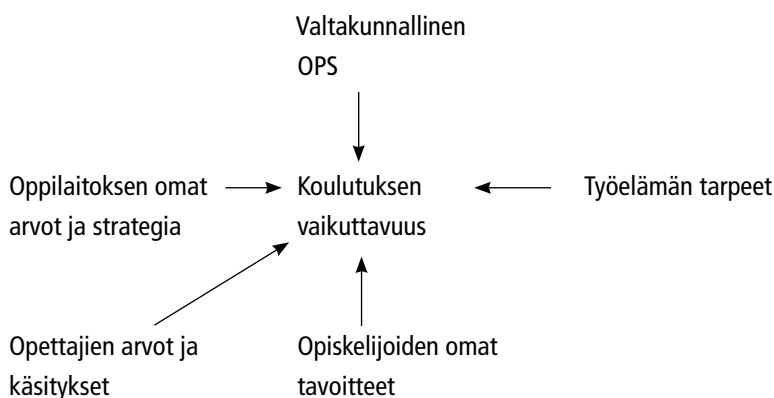 Valtakunnallinen
OPS
Oppilaitoksen omat
arvot ja strategia
Koulutuksen
vaikuttavuus
Työelämän tarpeet
Opettajien arvot ja
käsitykset
Opiskelijoiden omat
tavoitteet